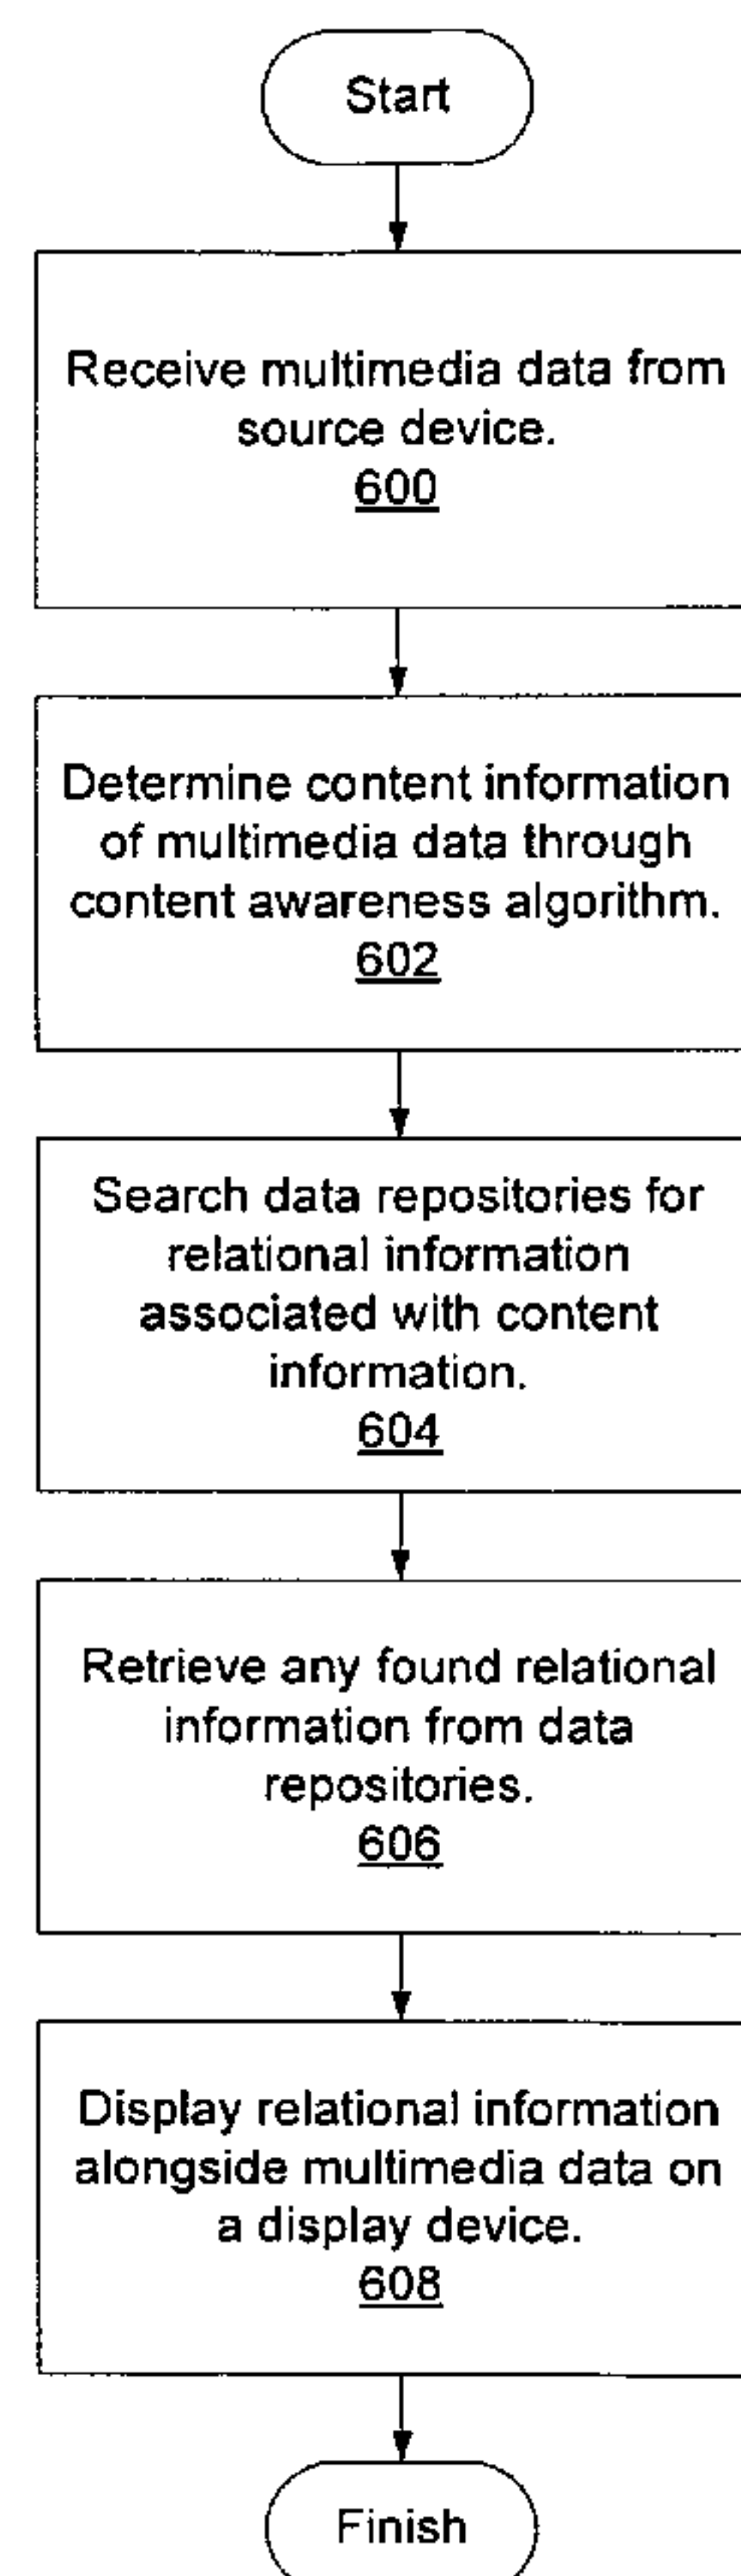 Start
Receive multimedia data from
source device.
600
Determine content information
of multimedia data through
content awareness algorithm.
602
Search data repositories for
relational information
associated with content
information.
604
Retrieve any found relational
information from data
repositories.
606
Display relational information
alongside multimedia data on
a display device.
608
Finish